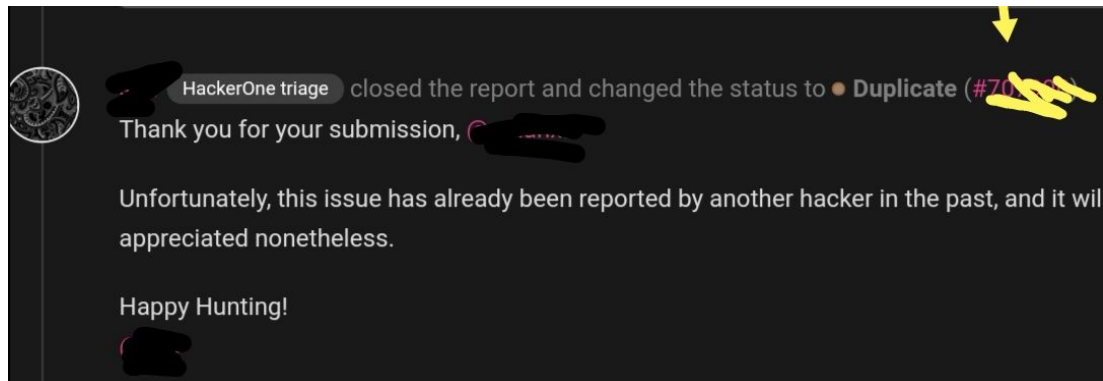 HackerOne triage closed the report and changed the status to Duplicate (#70
Thank you for your submission, @
Unfortunately, this issue has already been reported by another hacker in the past, and it wil
appreciated nonetheless.
Happy Hunting!